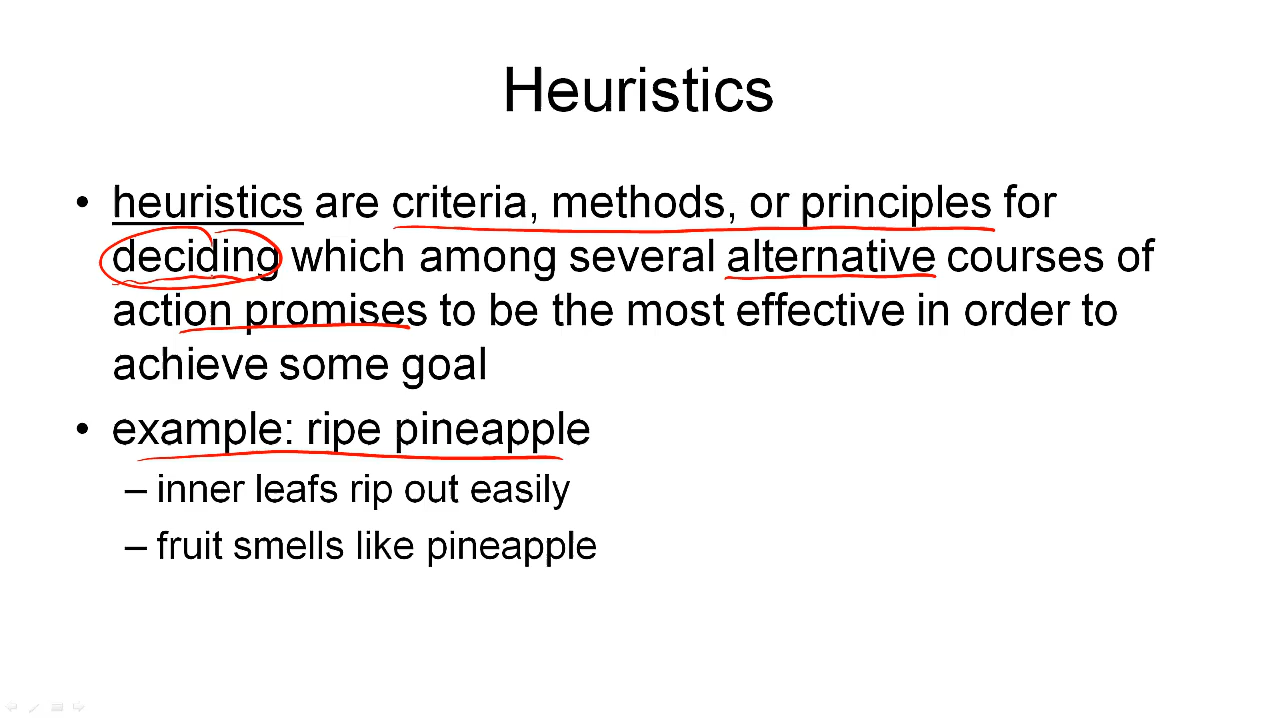 Heuristics
• heuristics are criteria, methods, or principles for
deciding which among several alternative courses of
action promises to be the most effective in order to
achieve some goal
• example: ripe pineapple
– inner leafs rip out easily
– fruit smells like pineapple